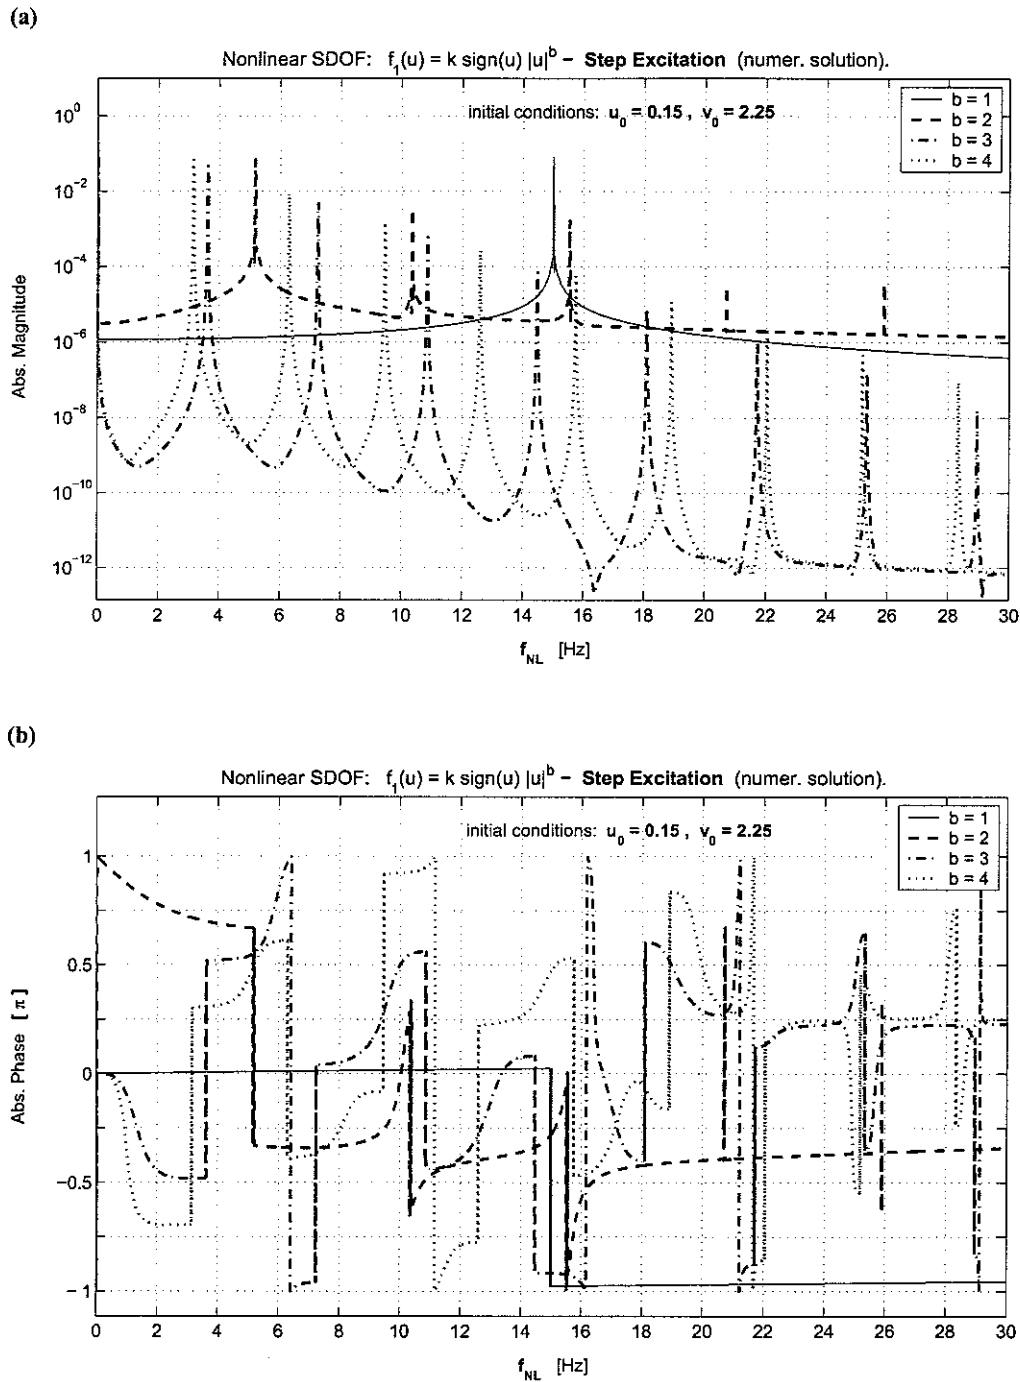 (a)
Nonlinear SDOF: f₁(u) = k sign(u) |u|ᵇ – Step Excitation (numer. solution).
initial conditions: u₀ = 0.15 , v₀ = 2.25
b = 1
b = 2
b = 3
b = 4
10⁰
10⁻²
10⁻⁴
10⁻⁶
10⁻⁸
10⁻¹⁰
10⁻¹²
Abs. Magnitude
0 2 4 6 8 10 12 14 16 18 20 22 24 26 28 30
f_NL [Hz]
(b)
Nonlinear SDOF: f₁(u) = k sign(u) |u|ᵇ – Step Excitation (numer. solution).
initial conditions: u₀ = 0.15 , v₀ = 2.25
b = 1
b = 2
b = 3
b = 4
1
0.5
0
−0.5
−1
Abs. Phase [π]
0 2 4 6 8 10 12 14 16 18 20 22 24 26 28 30
f_NL [Hz]